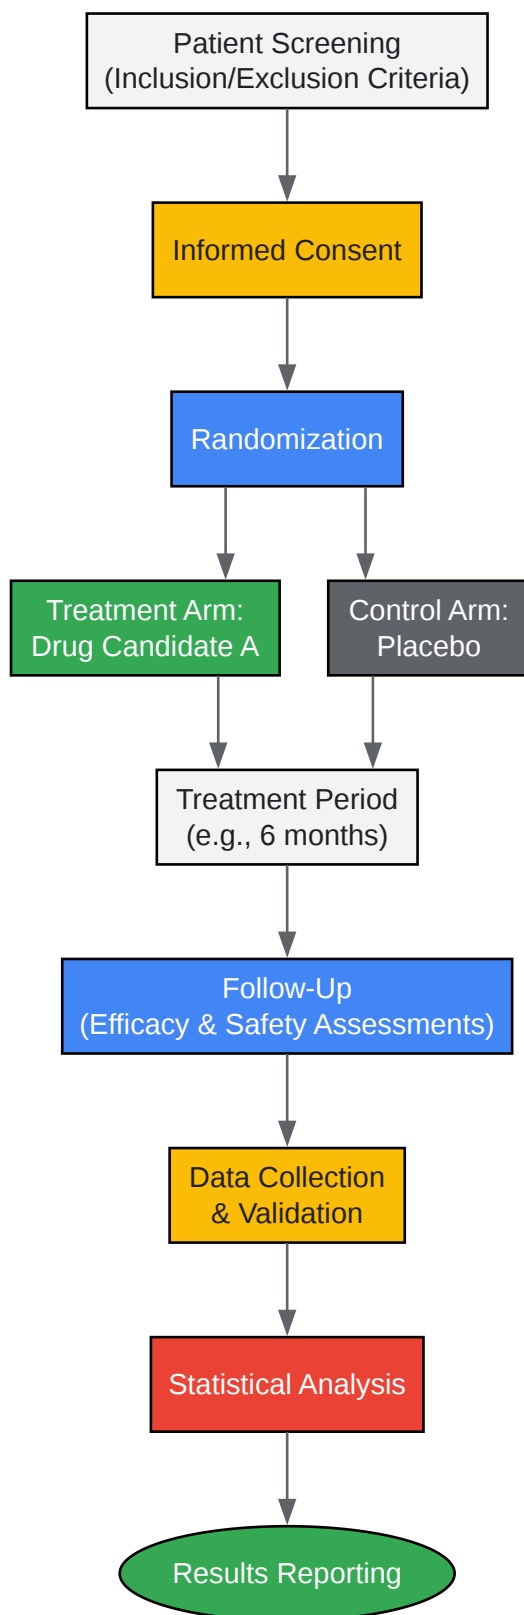 Patient Screening
(Inclusion/Exclusion Criteria)
Informed Consent
Randomization
Treatment Arm:
Drug Candidate A
Control Arm:
Placebo
Treatment Period
(e.g., 6 months)
Follow-Up
(Efficacy & Safety Assessments)
Data Collection
& Validation
Statistical Analysis
Results Reporting